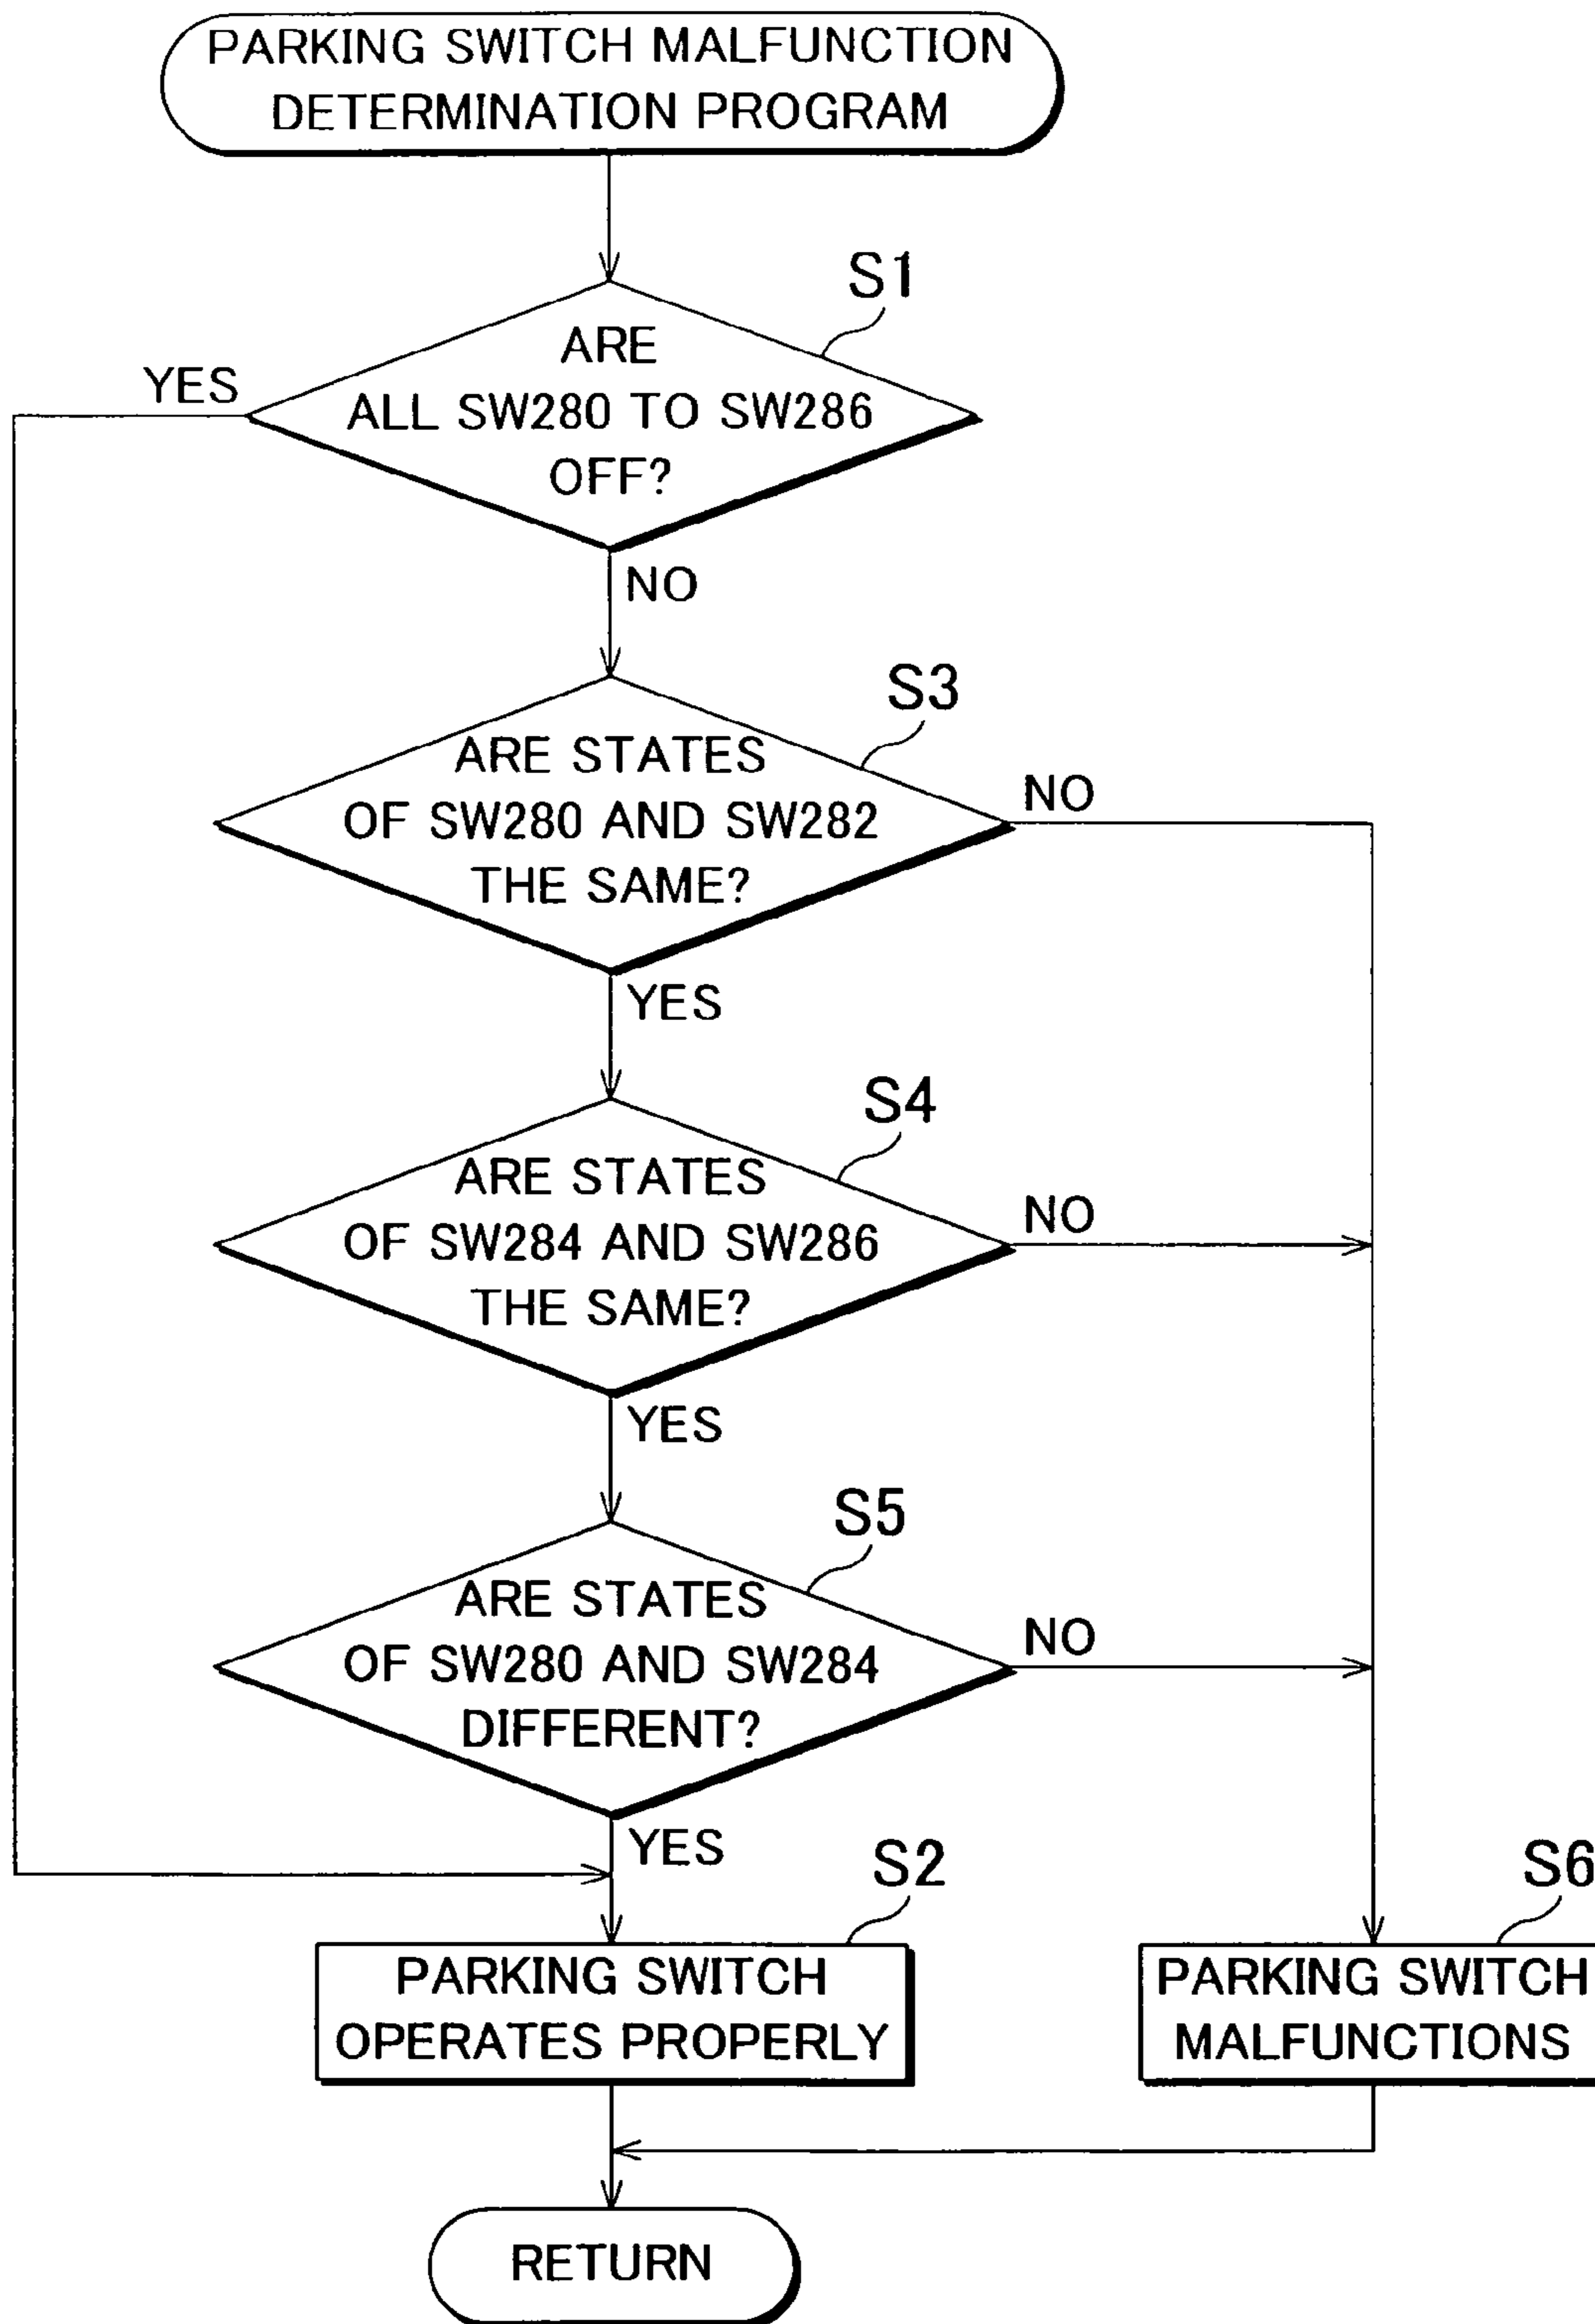 PARKING SWITCH MALFUNCTION
DETERMINATION PROGRAM
S1
ARE
YES
ALL SW280 TO SW286
OFF?
NO
S3
ARE STATES
NO
OF SW280 AND SW282
THE SAME?
YES
S4
ARE STATES
NO
OF SW284 AND SW286
THE SAME?
YES
S5
ARE STATES
NO
OF SW280 AND SW284
DIFFERENT?
YES
S2
S6
PARKING SWITCH
OPERATES PROPERLY
PARKING SWITCH
MALFUNCTIONS
RETURN